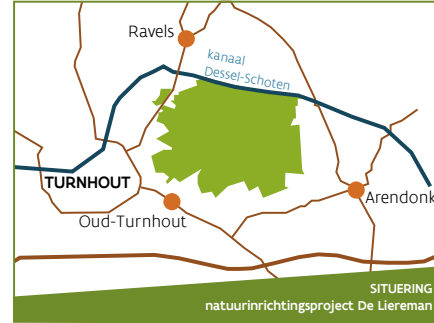 Ravels
kanaal
Dessel-Schoten
TURNHOUT
Oud-Turnhout
Arendonk
SITUERING
natuurinrichtingsproject De Liereman